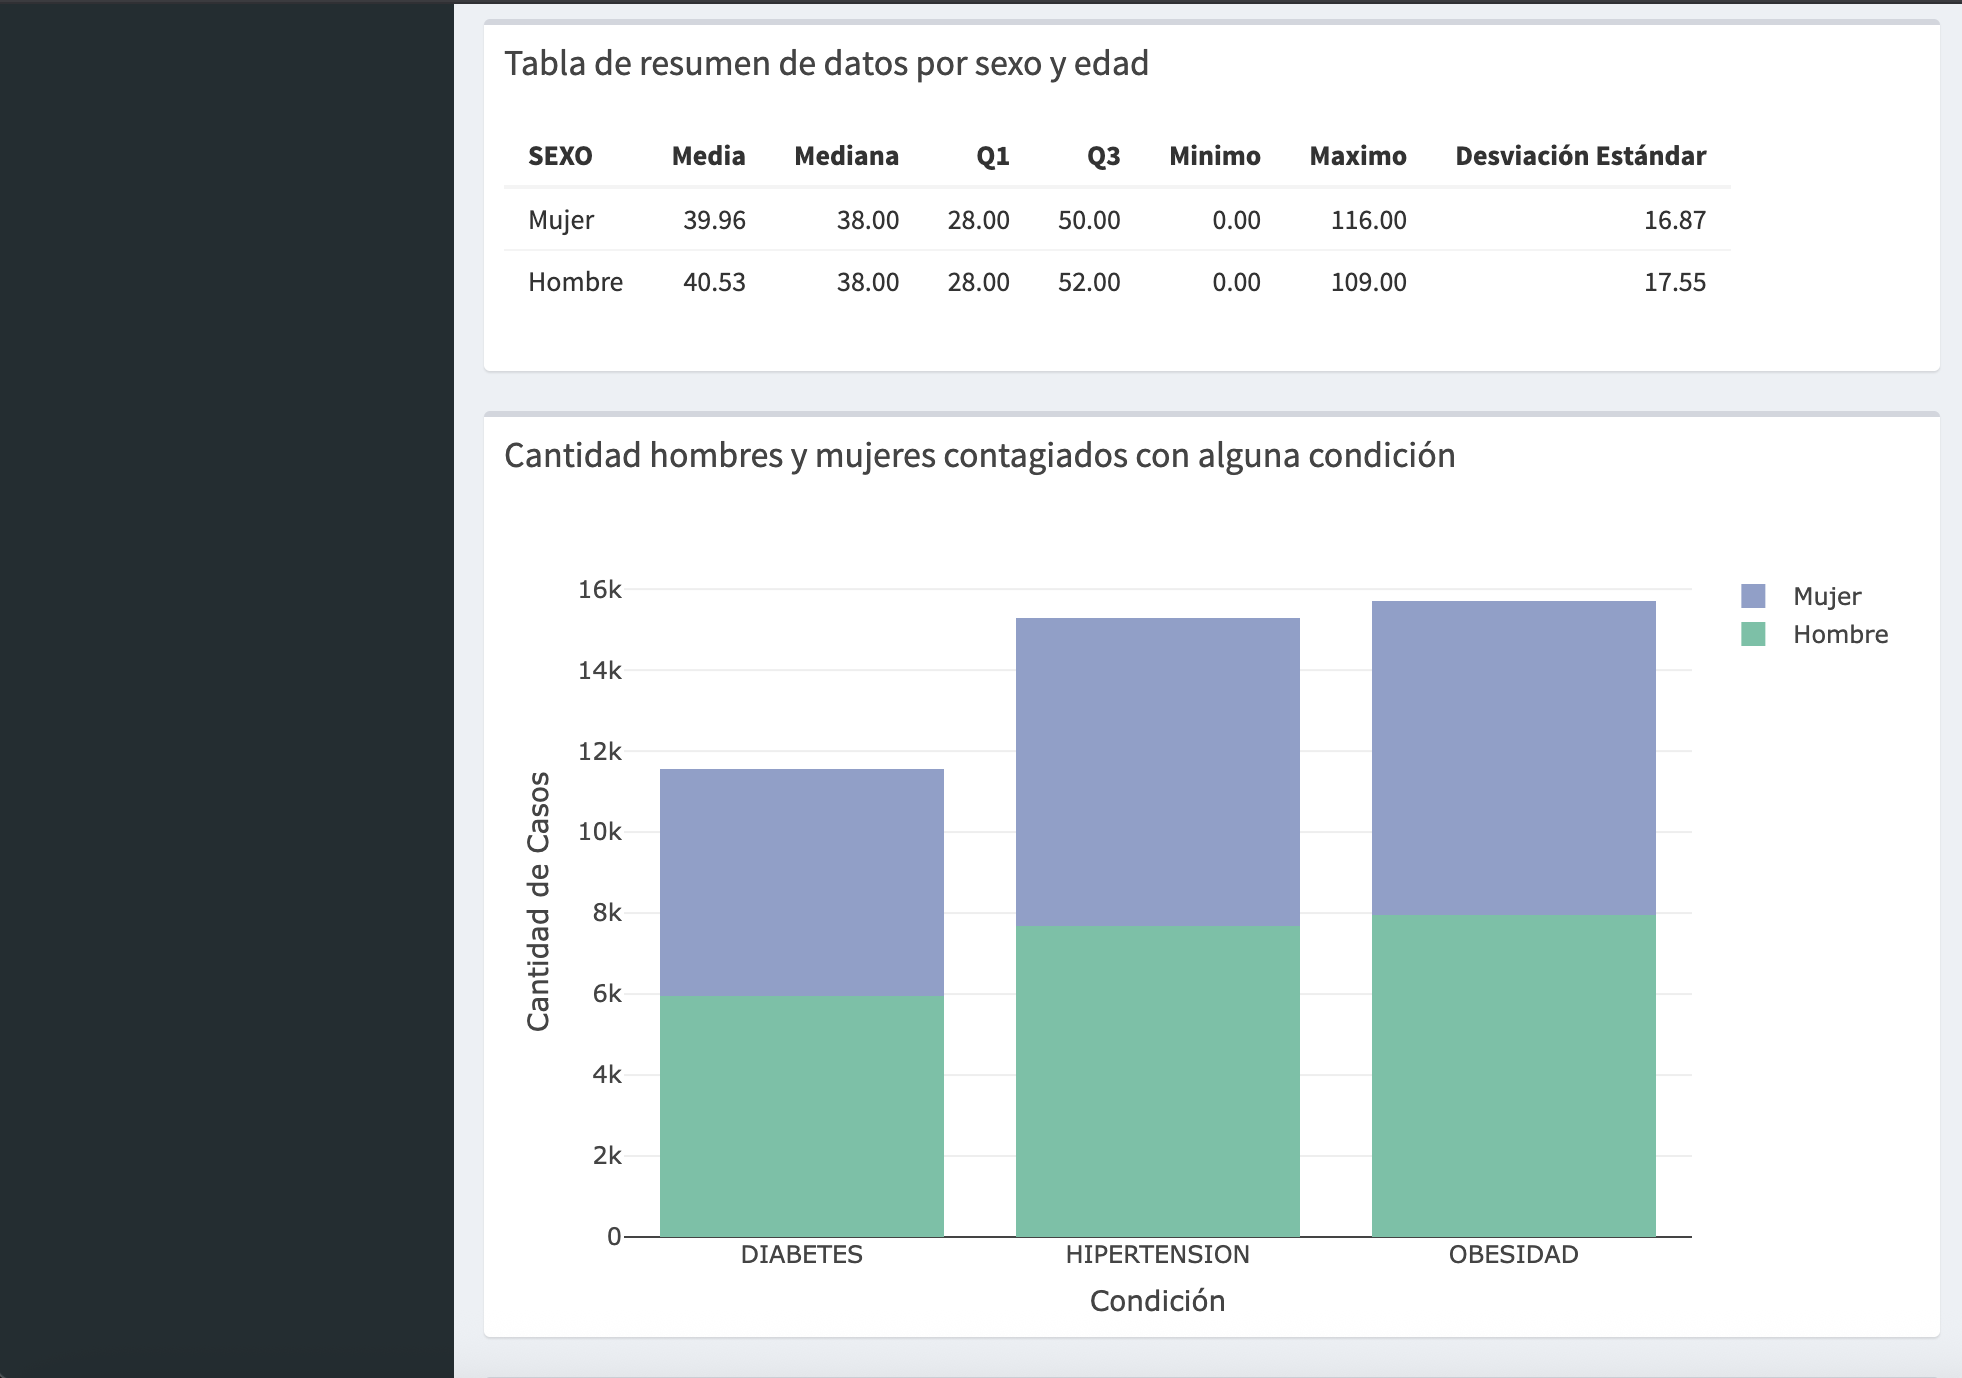 Tabla de resumen de datos por sexo y edad
SEXO Media Mediana Q1 Q3 Minimo Maximo Desviación Estándar
Mujer 39.96 38.00 28.00 50.00 0.00 116.00 16.87
Hombre 40.53 38.00 28.00 52.00 0.00 109.00 17.55
Cantidad hombres y mujeres contagiados con alguna condición
16k
14k
12k
10k
8k
6k
4k
2k
0
Cantidad de Casos
DIABETES HIPERTENSION OBESIDAD
Condición
Mujer
Hombre